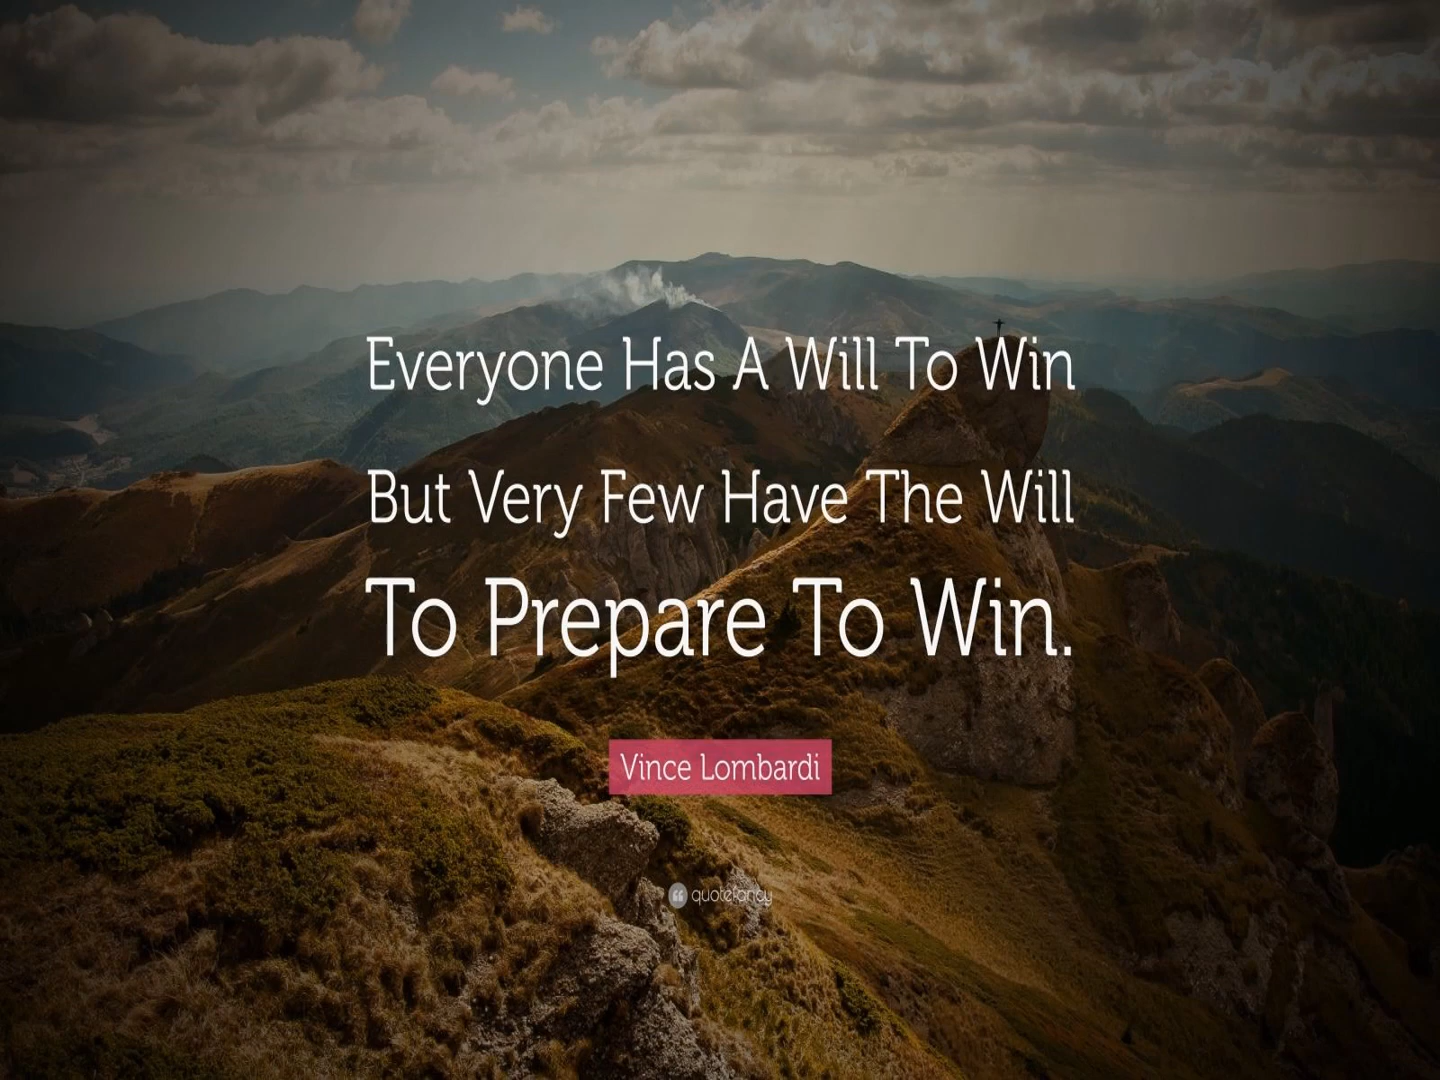 Everyone Has A Will To Win
But Very Few Have The Will
To Prepare To Win.
Vince Lombardi
quotefancy